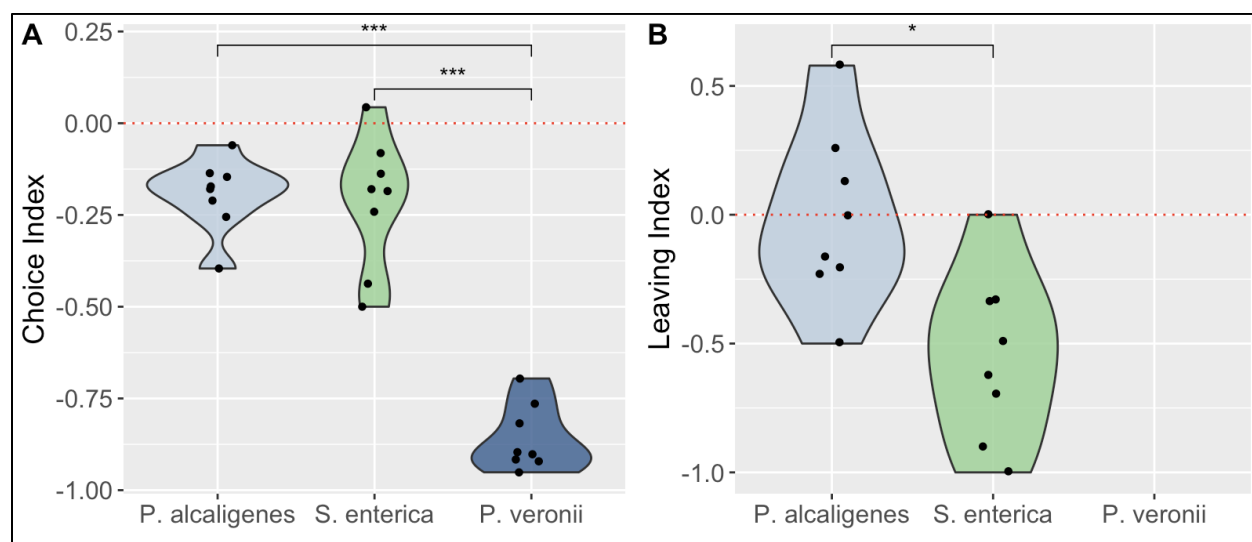 A
Choice Index
0.25
0.00
-0.25
-0.50
-0.75
-1.00
***
***
P. alcaligenes
S. enterica
P. veronii
B
Leaving Index
0.5
0.0
-0.5
-1.0
*
P. alcaligenes
S. enterica
P. veronii